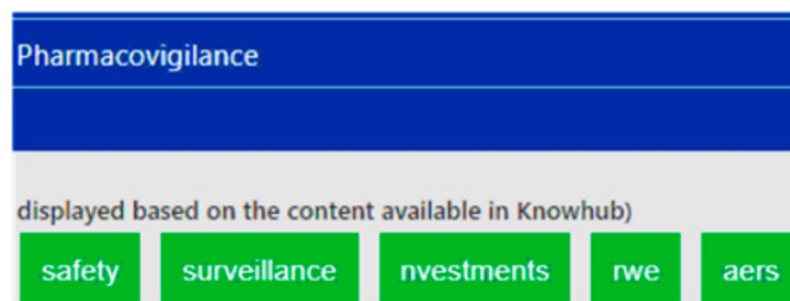 Pharmacovigilance
displayed based on the content available in Knowhub)
safety surveillance nvestments rwe aers